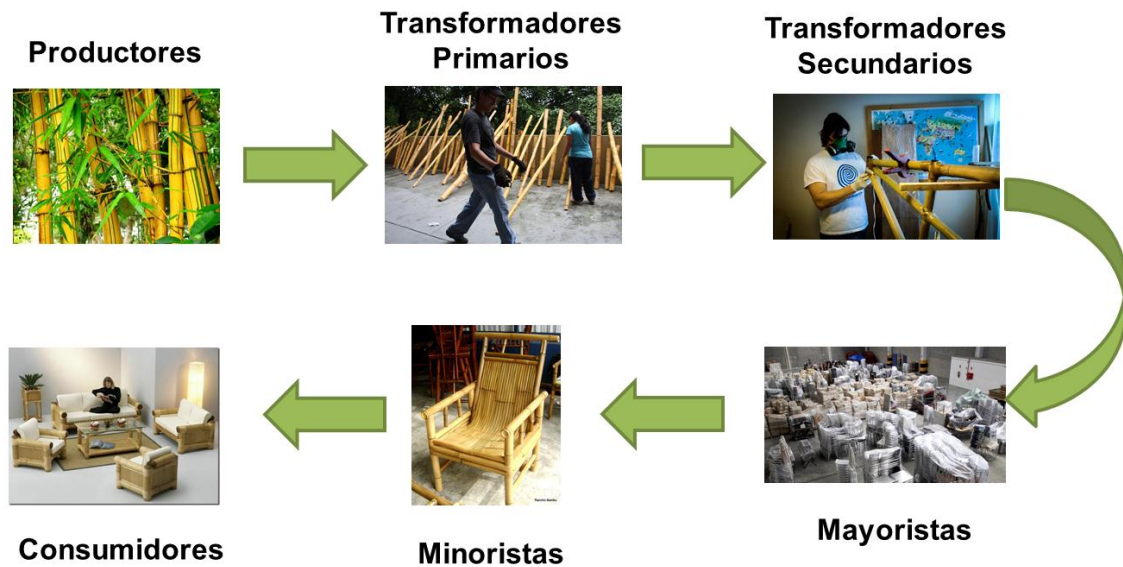 Productores
Transformadores
Primarios
Transformadores
Secundarios
Consumidores
Minoristas
Mayoristas